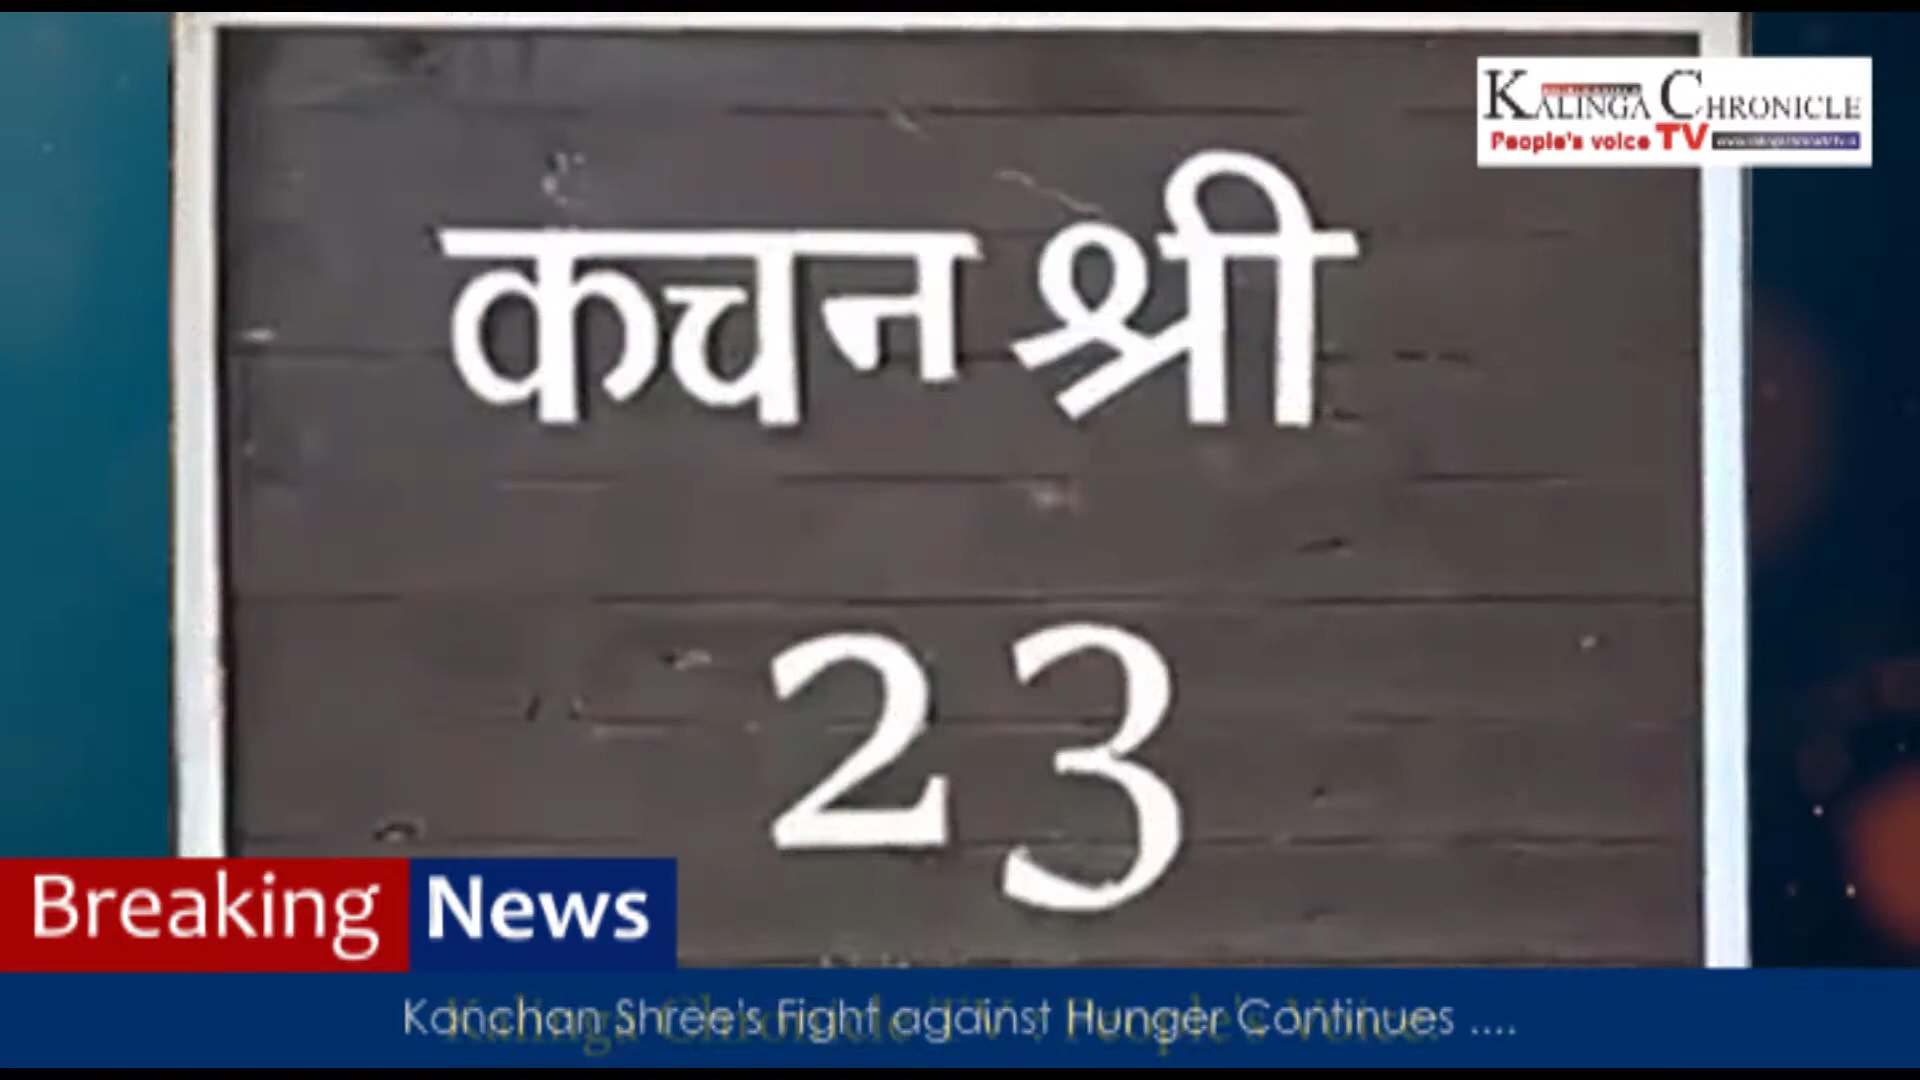 KALINGA CHRONICLE
People's voice TV
कचन श्री
23
Breaking News
Kanchan Shree's Fight against Hunger Continues ....